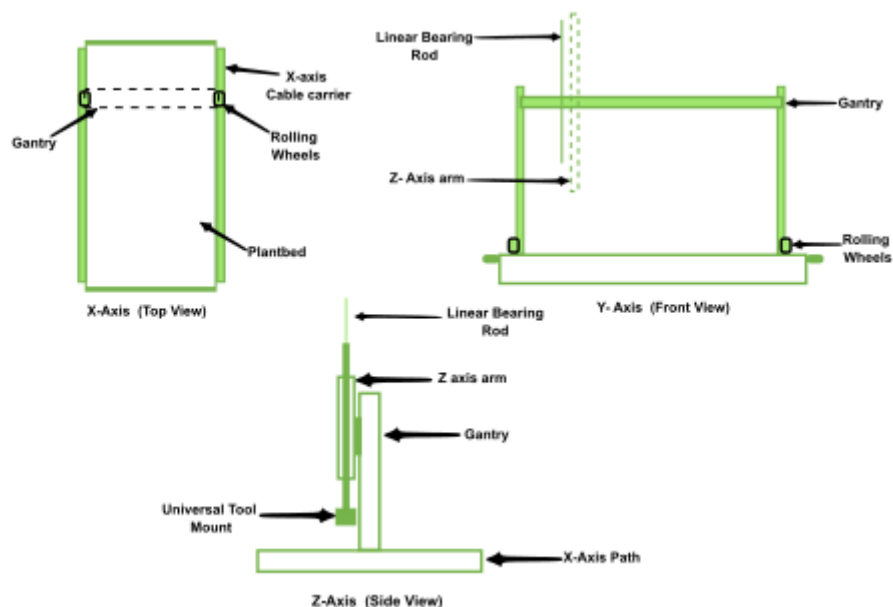 X-axis
Cable carrier
Gantry
Rolling
Wheels
Plantbed
X-Axis (Top View)
Linear Bearing
Rod
Gantry
Z- Axis arm
Rolling
Wheels
Y- Axis (Front View)
Linear Bearing
Rod
Z axis arm
Gantry
Universal Tool
Mount
X-Axis Path
Z-Axis (Side View)